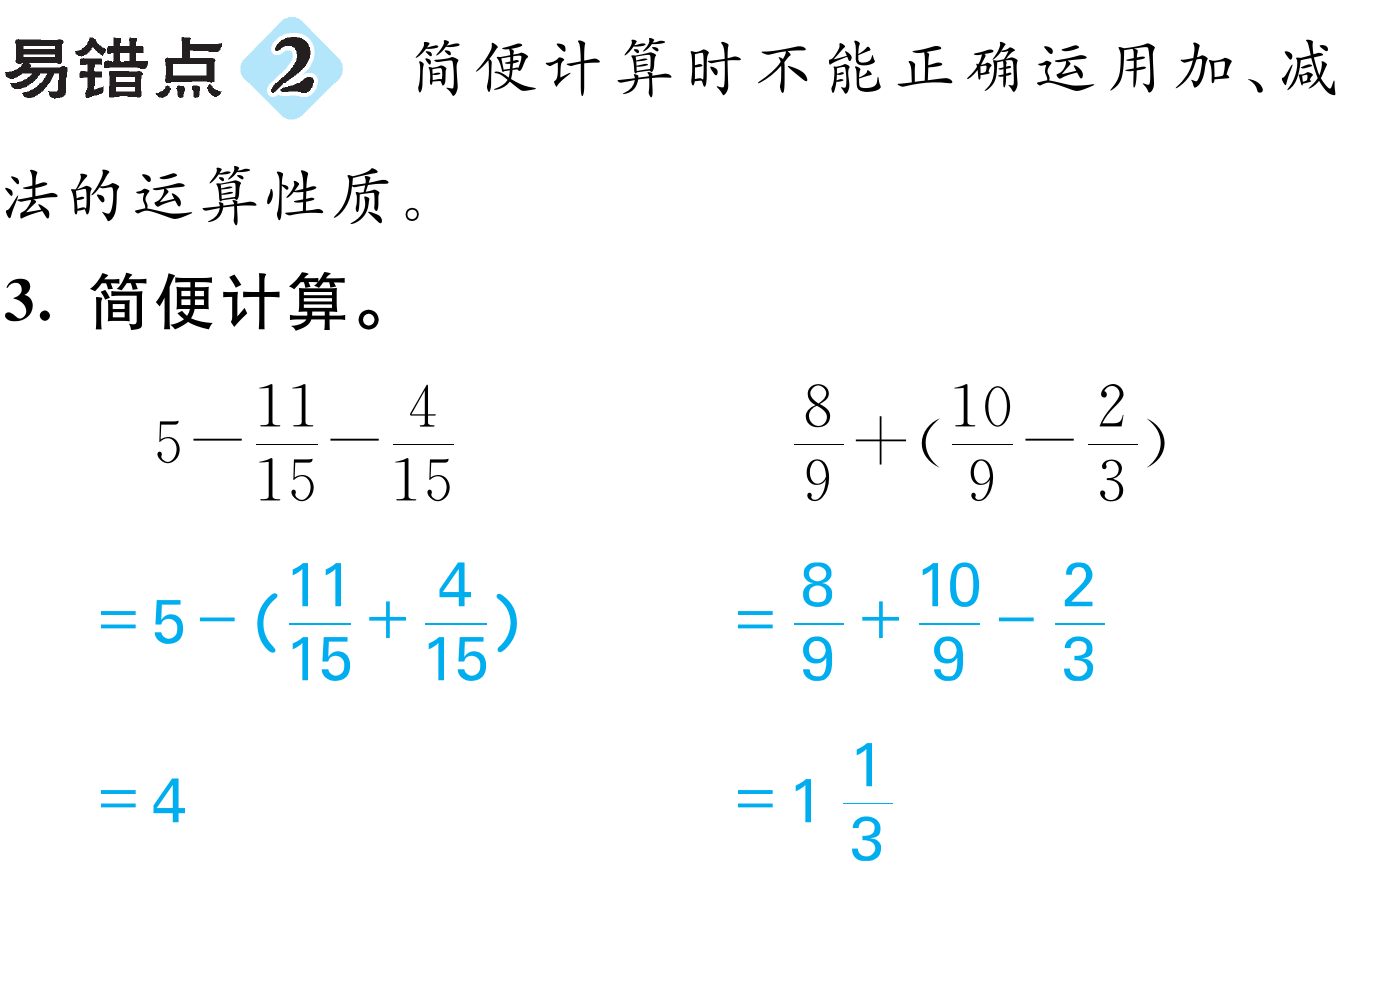 易错点 2 简便计算时不能正确运用加、减
法的运算性质。
3. 简便计算。
5－11/15－4/15  8/9＋(10/9－2/3)
＝5－(11/15＋4/15)  ＝8/9＋10/9－2/3
＝4  ＝1 1/3